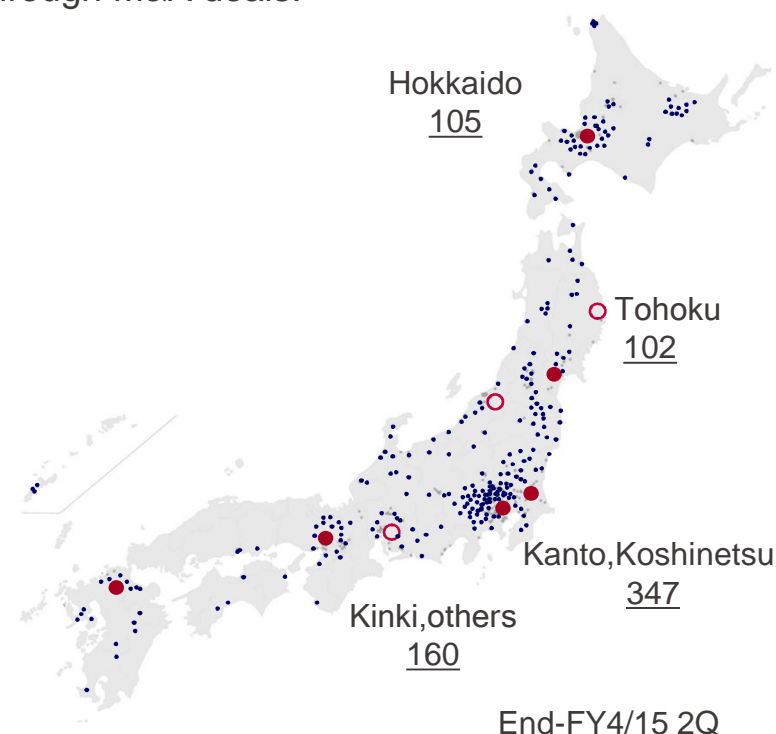 Hokkaido
105
Tohoku
102
Kanto,Koshinetsu
347
Kinki,others
160
End-FY4/15 2Q